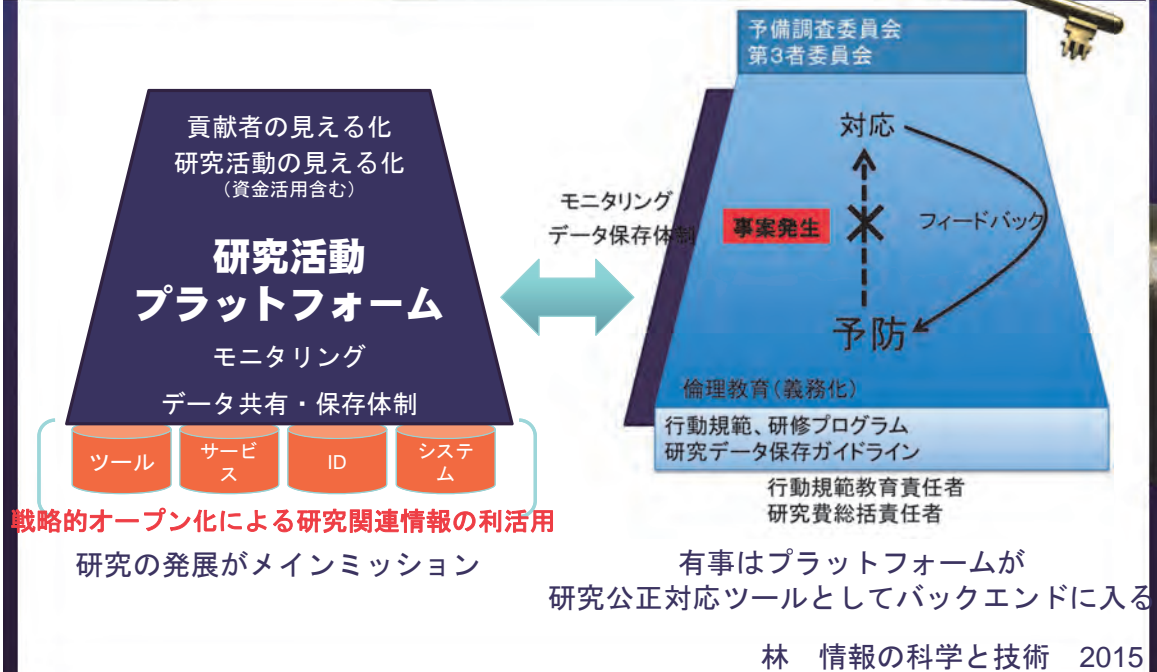 貢献者の見える化
研究活動の見える化
（資金活用含む）
研究活動
プラットフォーム
モニタリング
データ共有・保存体制
ツール
サービ
ス
ID
システ
ム
戦略的オープン化による研究関連情報の利活用
研究の発展がメインミッション
予備調査委員会
第3者委員会
対応
モニタリング
データ保存体制
事案発生
フィードバック
予防
倫理教育（義務化）
行動規範、研修プログラム
研究データ保存ガイドライン
行動規範教育責任者
研究費総括責任者
有事はプラットフォームが
研究公正対応ツールとしてバックエンドに入る
林　情報の科学と技術　2015